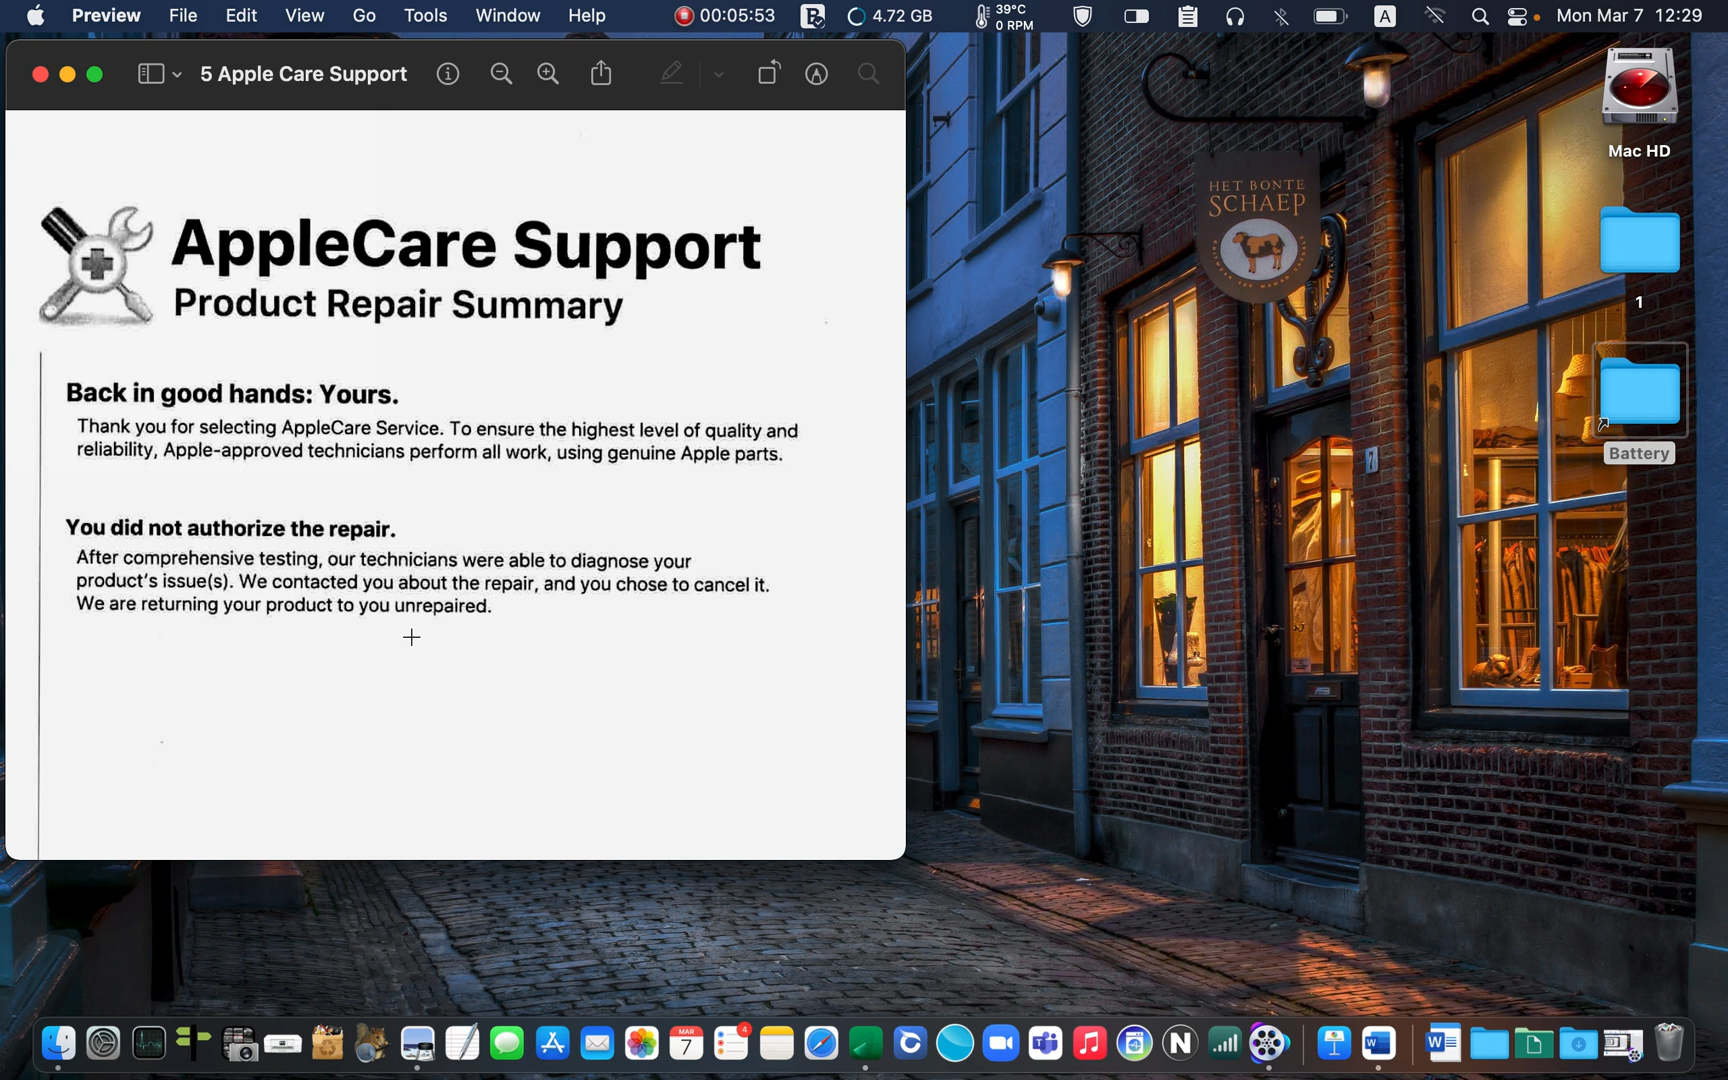 Preview File Edit View Go Tools Window Help 00:05:53 4.72 GB 39°C Mon Mar 7 12:29
0 RPM
A
5 Apple Care Support
AppleCare Support
Product Repair Summary
Back in good hands: Yours.
Thank you for selecting AppleCare Service. To ensure the highest level of quality and
reliability, Apple-approved technicians perform all work, using genuine Apple parts.
You did not authorize the repair.
After comprehensive testing, our technicians were able to diagnose your
product's issue(s). We contacted you about the repair, and you chose to cancel it.
We are returning your product to you unrepaired.
HET BONTE
SCHAEP
7
Mac HD
1
Battery
MAR
7
4